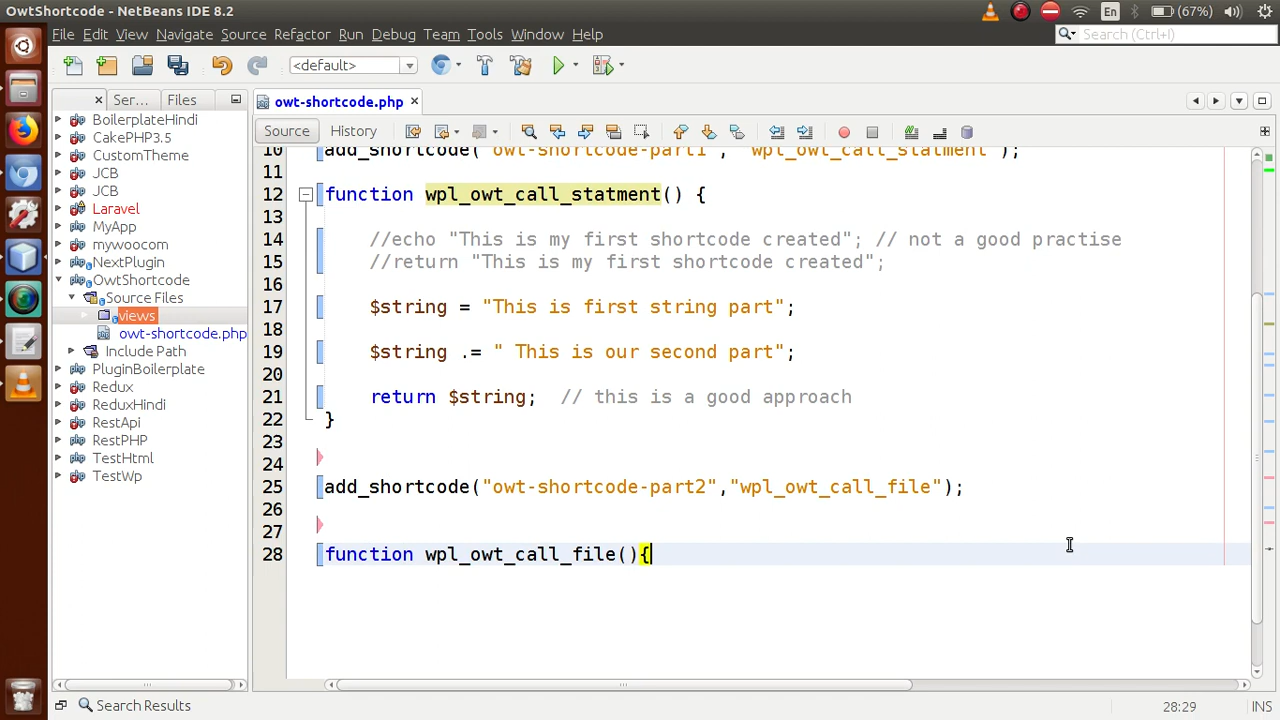 OwtShortcode - NetBeans IDE 8.2
En
(67%)
File Edit View Navigate Source Refactor Run Debug Team Tools Window Help
Search (Ctrl+I)
<default>
Ser...
Files
owt-shortcode.php
Source
History
BoilerplateHindi
CakePHP3.5
CustomTheme
JCB
JCB
Laravel
MyApp
mywoocom
NextPlugin
OwtShortcode
Source Files
views
owt-shortcode.php
Include Path
PluginBoilerplate
Redux
ReduxHindi
RestApi
RestPHP
TestHtml
TestWp
10 add_shortcode("owt-shortcode-part1", "wpl_owt_call_statment");
11
12 function wpl_owt_call_statment() {
13
14 //echo "This is my first shortcode created"; // not a good practise
15 //return "This is my first shortcode created";
16
17 $string = "This is first string part";
18
19 $string .= " This is our second part";
20
21 return $string;  // this is a good approach
22 }
23
24
25 add_shortcode("owt-shortcode-part2","wpl_owt_call_file");
26
27
28 function wpl_owt_call_file(){
Search Results
28:29
INS